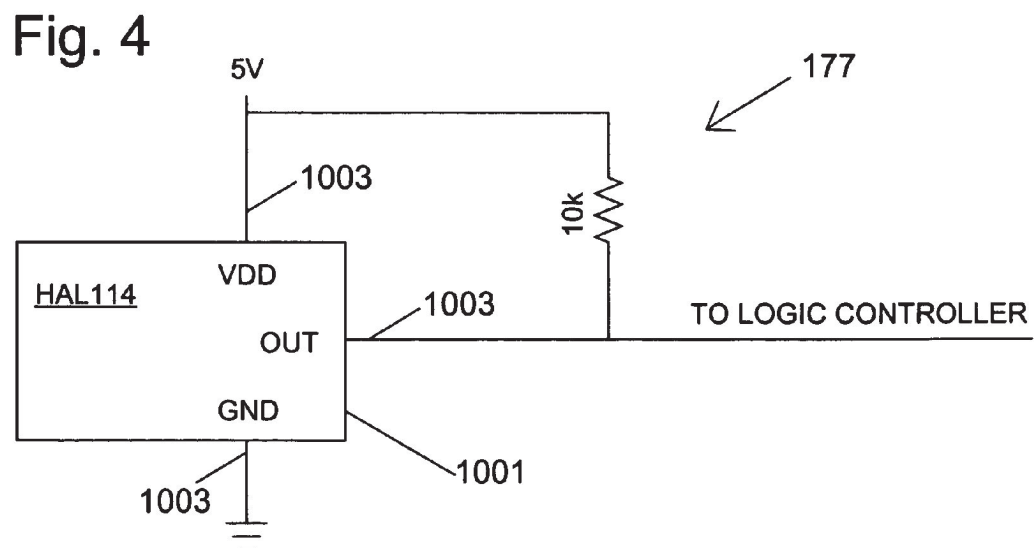 Fig. 4
5V
177
1003
10k
HAL114
VDD
1003
TO LOGIC CONTROLLER
OUT
GND
1001
1003